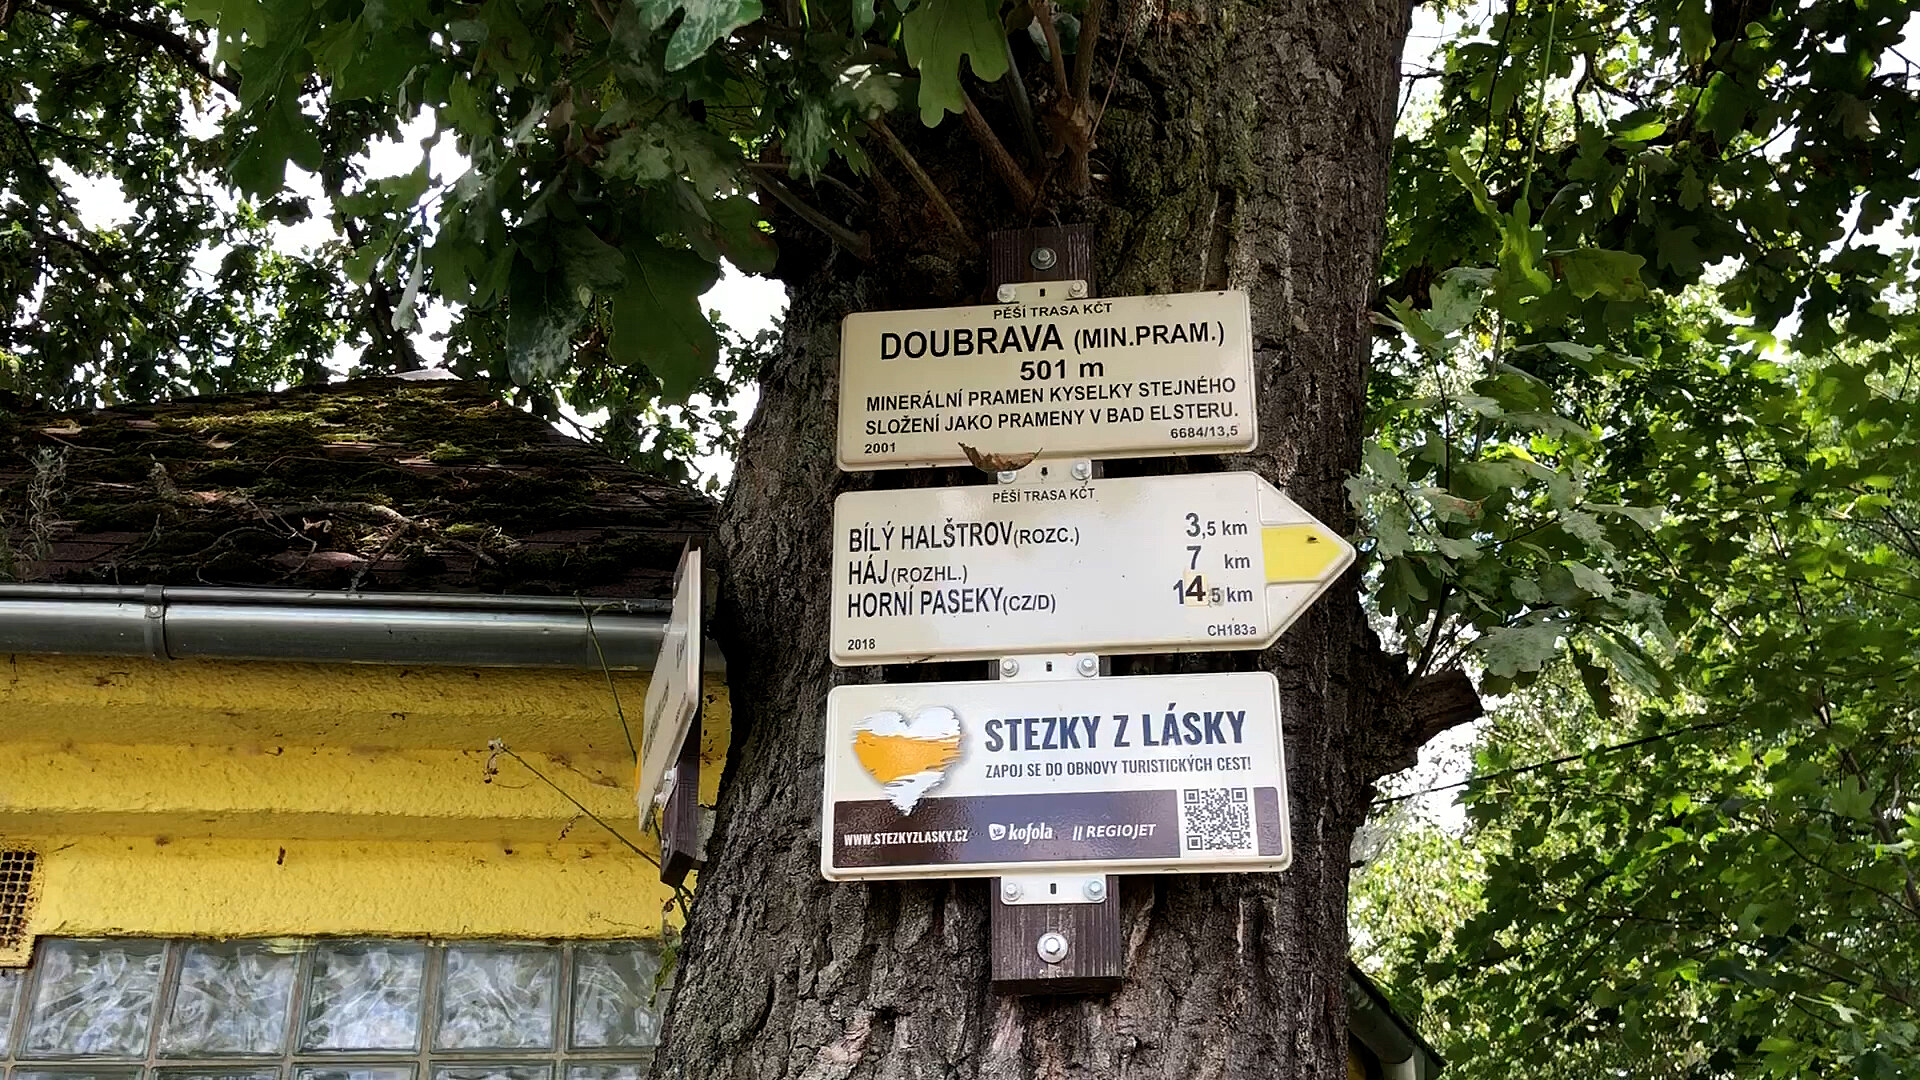 PĚŠÍ TRASA KČT
DOUBRAVA (MIN.PRAM.)
501 m
MINERÁLNÍ PRAMEN KYSELKY STEJNÉHO
SLOŽENÍ JAKO PRAMENY V BAD ELSTERU.
2001 6684/13,5
PĚŠÍ TRASA KČT
BÍLÝ HALŠTROV(ROZC.) 3,5 km
HÁJ(ROZHL.) 7 km
HORNÍ PASEKY(CZ/D) 14,5 km
2018 CH183a
STEZKY Z LÁSKY
ZAPOJ SE DO OBNOVY TURISTICKÝCH CEST!
WWW.STEZKYZLASKY.CZ kofola REGIOJET